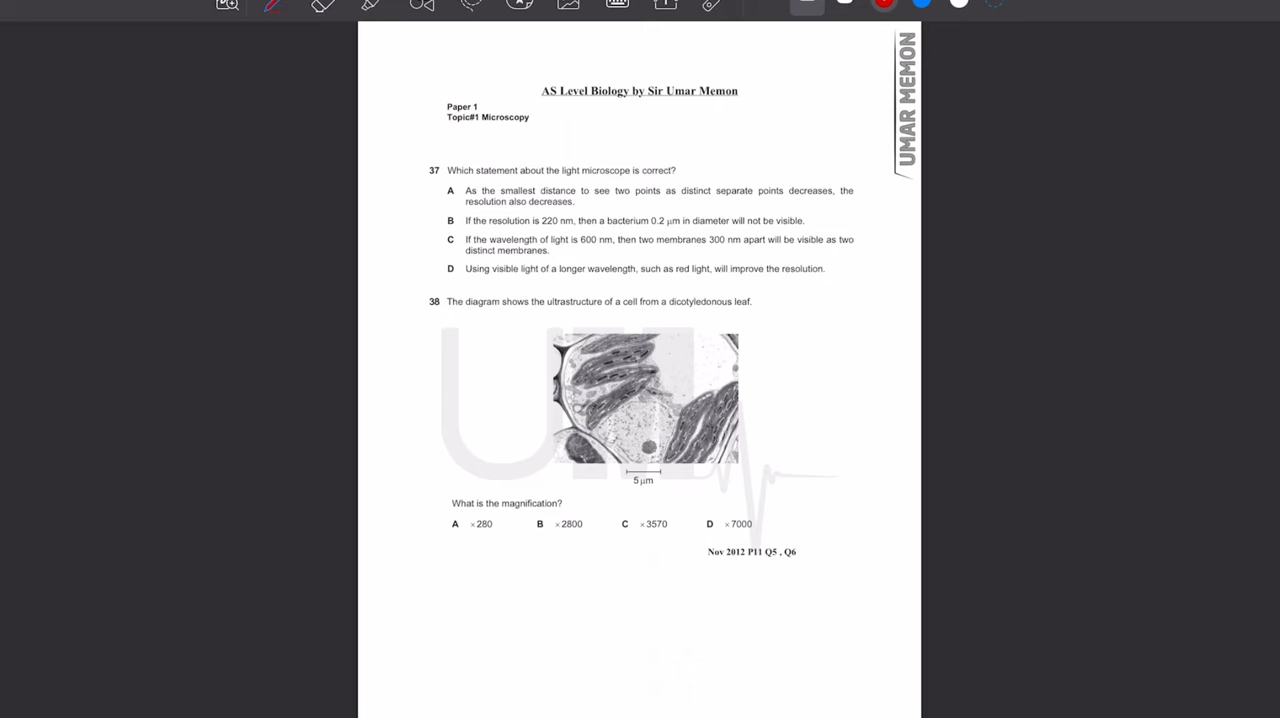 UMAR MEMON
AS Level Biology by Sir Umar Memon
Paper 1
Topic#1 Microscopy
37 Which statement about the light microscope is correct?
A As the smallest distance to see two points as distinct separate points decreases, the
resolution also decreases.
B If the resolution is 220 nm, then a bacterium 0.2 µm in diameter will not be visible.
C If the wavelength of light is 600 nm, then two membranes 300 nm apart will be visible as two
distinct membranes.
D Using visible light of a longer wavelength, such as red light, will improve the resolution.
38 The diagram shows the ultrastructure of a cell from a dicotyledonous leaf.
UM
5 µm
What is the magnification?
A ×280 B ×2800 C ×3570 D ×7000
Nov 2012 P11 Q5 , Q6